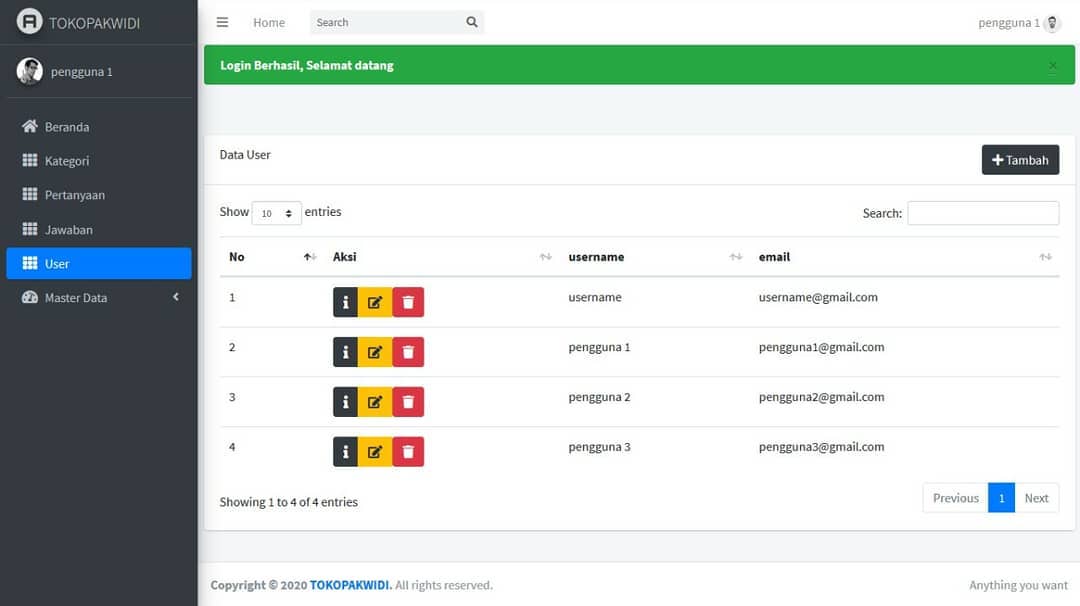 TOKOPAKWIDI
Home
Search
pengguna 1
pengguna 1
Login Berhasil, Selamat datang
×
Beranda
Kategori
Pertanyaan
Jawaban
User
Master Data
Data User
Tambah
Show 10 entries
Search:
No Aksi username email
1 username username@gmail.com
2 pengguna 1 pengguna1@gmail.com
3 pengguna 2 pengguna2@gmail.com
4 pengguna 3 pengguna3@gmail.com
Showing 1 to 4 of 4 entries
Previous 1 Next
Copyright © 2020 TOKOPAKWIDI. All rights reserved.
Anything you want